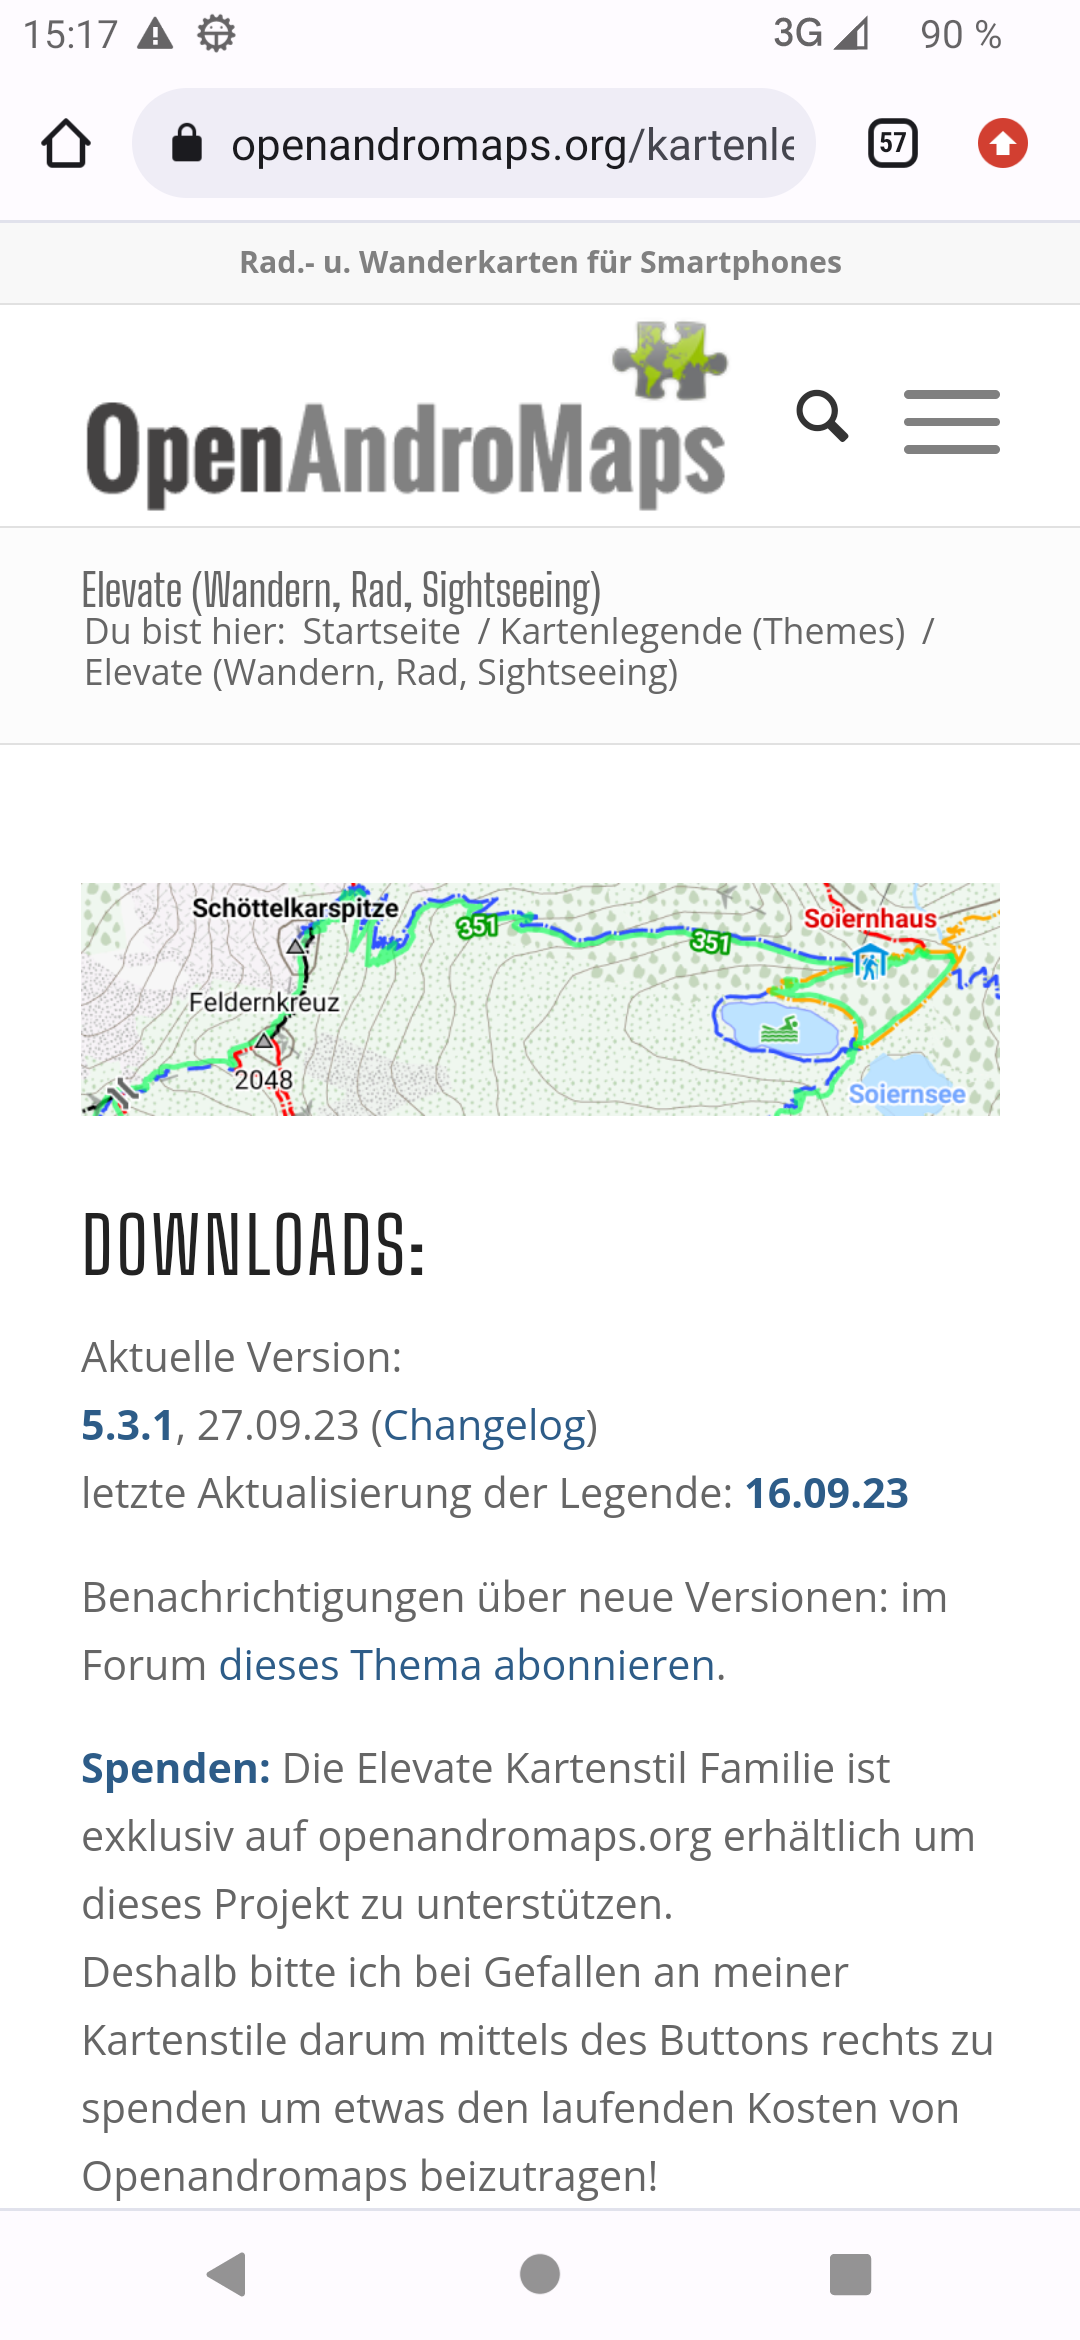 15:17 3G 90 %
openandromaps.org/kartenle 57
Rad.- u. Wanderkarten für Smartphones
OpenAndroMaps
Elevate (Wandern, Rad, Sightseeing)
Du bist hier: Startseite / Kartenlegende (Themes) /
Elevate (Wandern, Rad, Sightseeing)
Schöttelkarspitze
351
Soiernhaus
351
Feldernkreuz
2048
Soiernsee
DOWNLOADS:
Aktuelle Version:
5.3.1, 27.09.23 (Changelog)
letzte Aktualisierung der Legende: 16.09.23
Benachrichtigungen über neue Versionen: im
Forum dieses Thema abonnieren.
Spenden: Die Elevate Kartenstil Familie ist
exklusiv auf openandromaps.org erhältlich um
dieses Projekt zu unterstützen.
Deshalb bitte ich bei Gefallen an meiner
Kartenstile darum mittels des Buttons rechts zu
spenden um etwas den laufenden Kosten von
Openandromaps beizutragen!